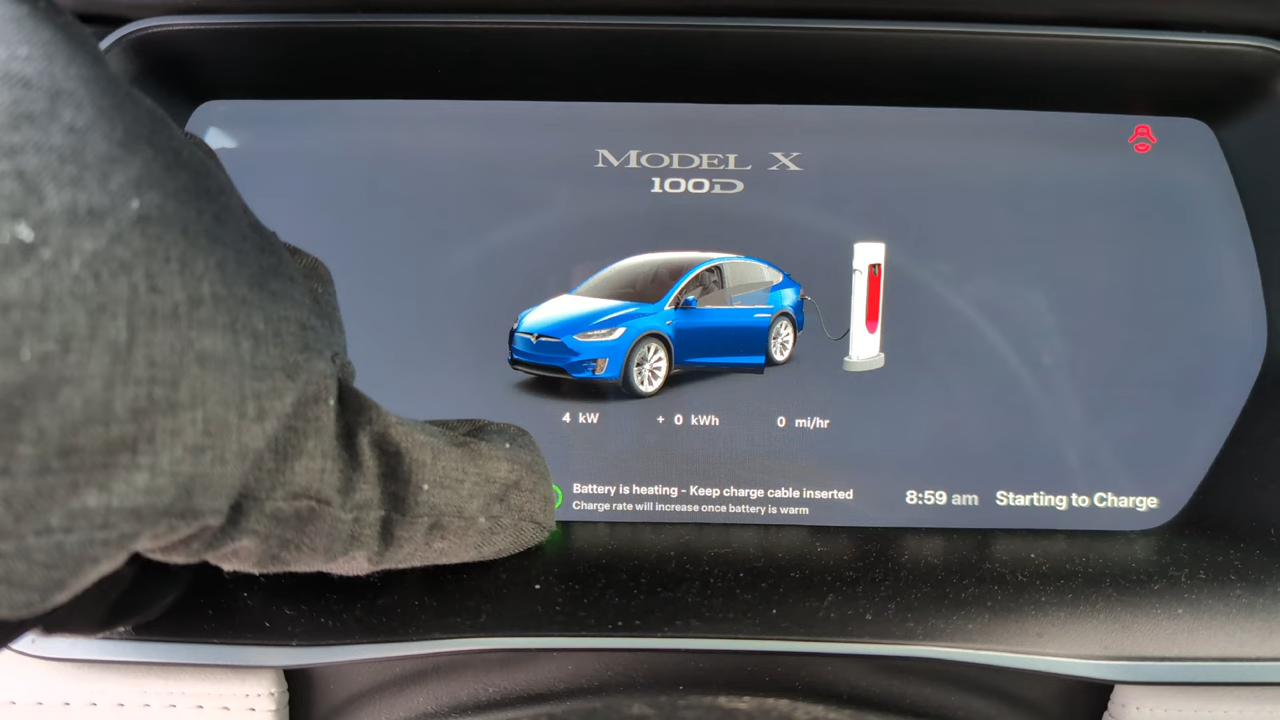 MODEL X
100D
4 kW + 0 kWh 0 mi/hr
Battery is heating - Keep charge cable inserted
Charge rate will increase once battery is warm
8:59 am Starting to Charge